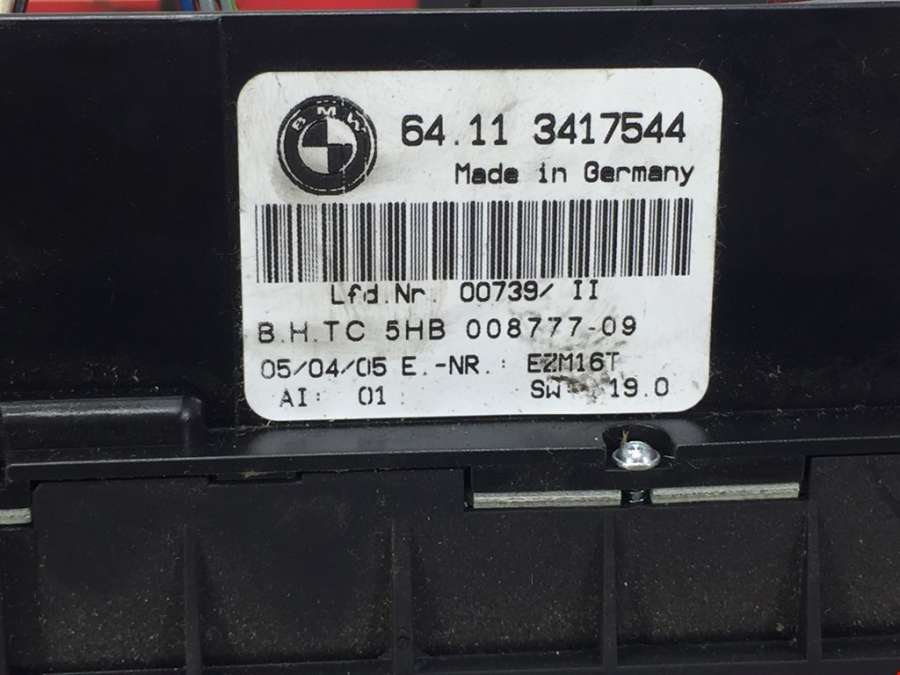 BMW
64.11 3417544
Made in Germany
Lfd.Nr. 00739/ II
B.H.TC 5HB 008777-09
05/04/05 E.-NR.: EZM16T
AI: 01 SW 19.0